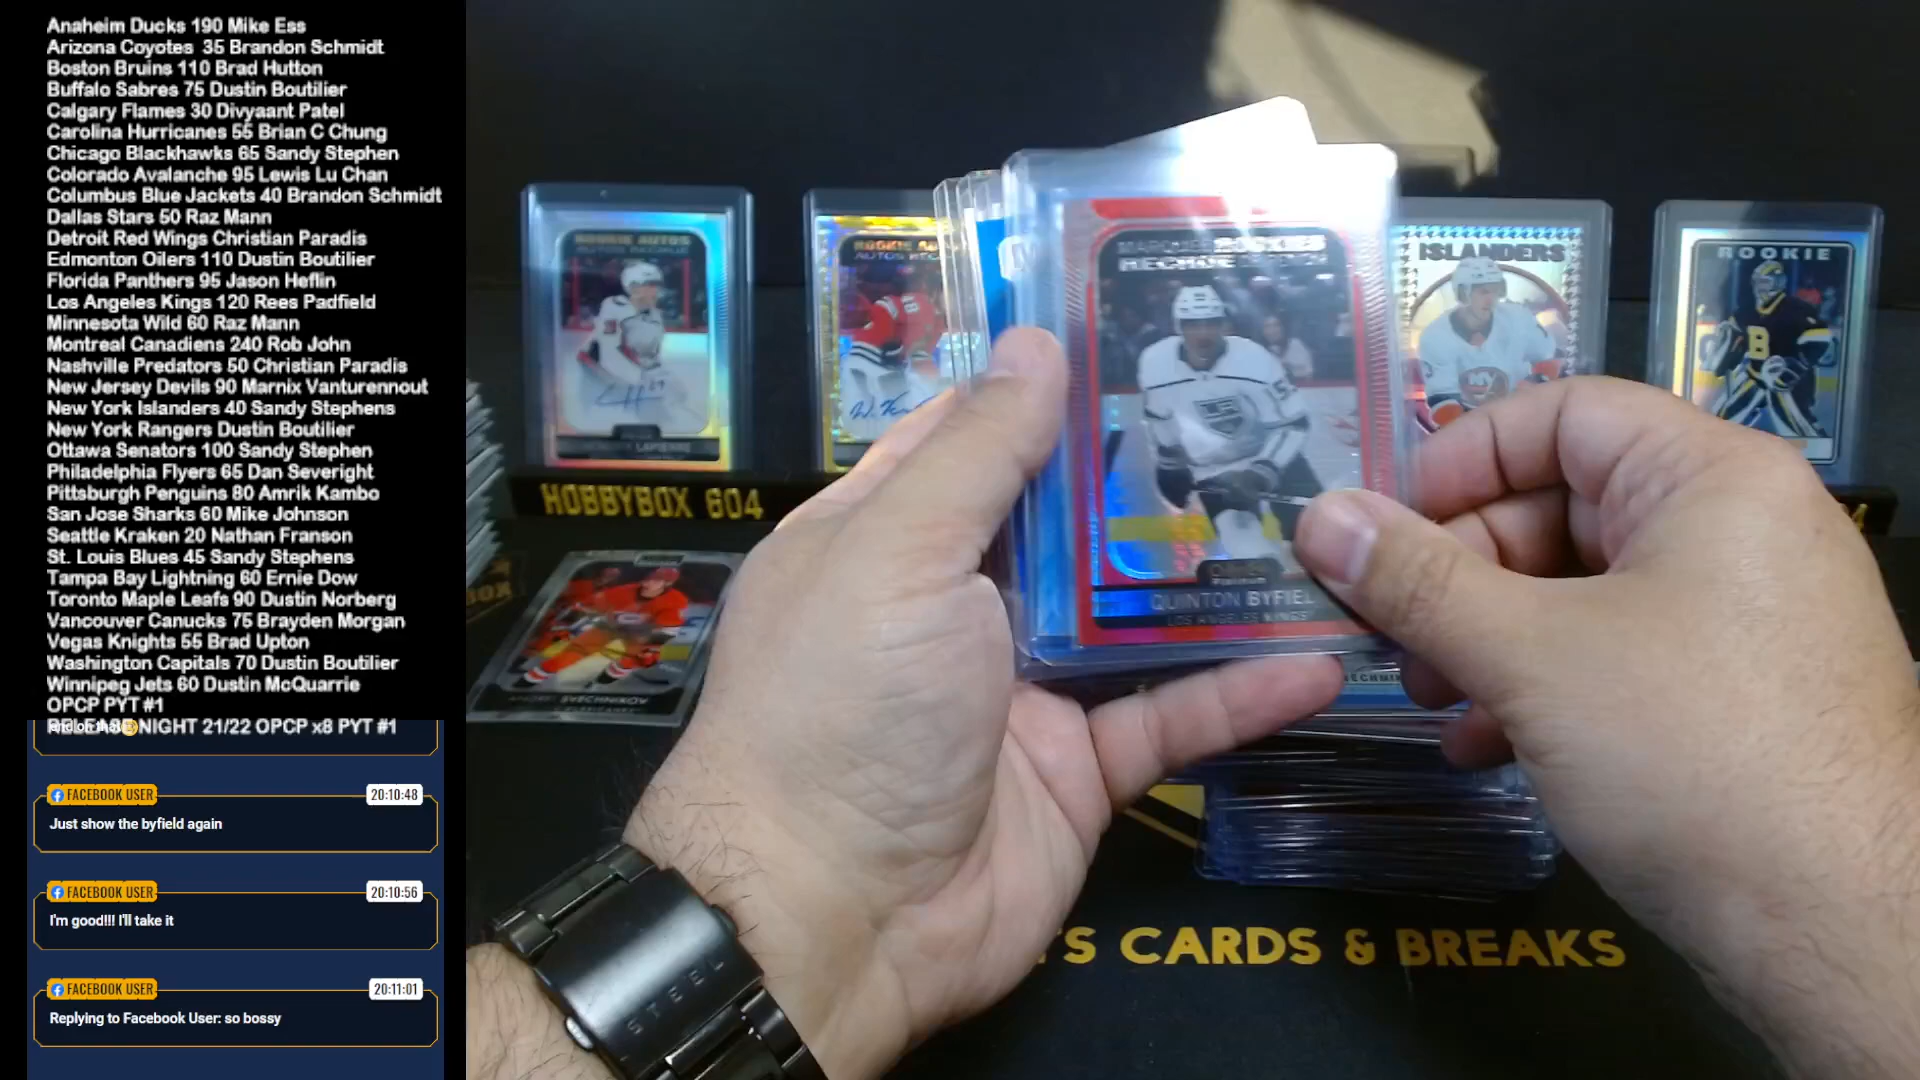 Anaheim Ducks 190 Mike Ess
Arizona Coyotes 35 Brandon Schmidt
Boston Bruins 110 Brad Hutton
Buffalo Sabres 75 Dustin Boutilier
Calgary Flames 30 Divyaant Patel
Carolina Hurricanes 55 Brian C Chung
Chicago Blackhawks 65 Sandy Stephen
Colorado Avalanche 95 Lewis Lu Chan
Columbus Blue Jackets 40 Brandon Schmidt
Dallas Stars 50 Raz Mann
Detroit Red Wings Christian Paradis
Edmonton Oilers 110 Dustin Boutilier
Florida Panthers 95 Jason Heflin
Los Angeles Kings 120 Rees Padfield
Minnesota Wild 60 Raz Mann
Montreal Canadiens 240 Rob John
Nashville Predators 50 Christian Paradis
New Jersey Devils 90 Marnix Vanturennout
New York Islanders 40 Sandy Stephens
New York Rangers Dustin Boutilier
Ottawa Senators 100 Sandy Stephen
Philadelphia Flyers 65 Dan Severight
Pittsburgh Penguins 80 Amrik Kambo
San Jose Sharks 60 Mike Johnson
Seattle Kraken 20 Nathan Franson
St. Louis Blues 45 Sandy Stephens
Tampa Bay Lightning 60 Ernie Dow
Toronto Maple Leafs 90 Dustin Norberg
Vancouver Canucks 75 Brayden Morgan
Vegas Knights 55 Brad Upton
Washington Capitals 70 Dustin Boutilier
Winnipeg Jets 60 Dustin McQuarrie
OPCP PYT #1
RELEASE NIGHT 21/22 OPCP x8 PYT #1
FACEBOOK USER 20:10:48
Just show the byfield again
FACEBOOK USER 20:10:56
I'm good!!! I'll take it
FACEBOOK USER 20:11:01
Replying to Facebook User: so bossy
ROOKIE AUTOS
ROOKIE
ISLANDERS
ROOKIE
MARQUEE ROOKIES
Platinum
QUINTON BYFIEL
LOS ANGELES KINGS
HOBBYBOX 604
SVECHNIKOV
STEEL
S CARDS & BREAKS